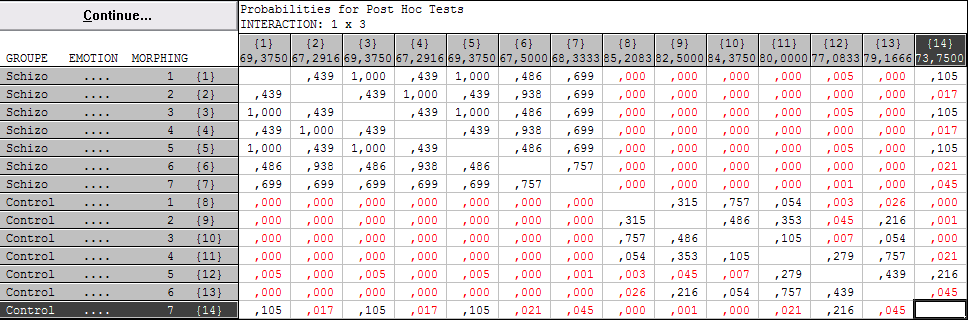 Continue...
Probabilities for Post Hoc Tests
INTERACTION: 1 x 3
{1} {2} {3} {4} {5} {6} {7} {8} {9} {10} {11} {12} {13} {14}
GROUPE EMOTION MORPHING 69,3750 67,2916 69,3750 67,2916 69,3750 67,5000 68,3333 85,2083 82,5000 84,3750 80,0000 77,0833 79,1666 73,7500
Schizo .... 1 {1} ,439 1,000 ,439 1,000 ,486 ,699 ,000 ,000 ,000 ,000 ,005 ,000 ,105
Schizo .... 2 {2} ,439 ,439 1,000 ,439 ,938 ,699 ,000 ,000 ,000 ,000 ,000 ,000 ,017
Schizo .... 3 {3} 1,000 ,439 ,439 1,000 ,486 ,699 ,000 ,000 ,000 ,000 ,005 ,000 ,105
Schizo .... 4 {4} ,439 1,000 ,439 ,439 ,938 ,699 ,000 ,000 ,000 ,000 ,000 ,000 ,017
Schizo .... 5 {5} 1,000 ,439 1,000 ,439 ,486 ,699 ,000 ,000 ,000 ,000 ,005 ,000 ,105
Schizo .... 6 {6} ,486 ,938 ,486 ,938 ,486 ,757 ,000 ,000 ,000 ,000 ,000 ,000 ,021
Schizo .... 7 {7} ,699 ,699 ,699 ,699 ,699 ,757 ,000 ,000 ,000 ,000 ,001 ,000 ,045
Control .... 1 {8} ,000 ,000 ,000 ,000 ,000 ,000 ,000 ,315 ,757 ,054 ,003 ,026 ,000
Control .... 2 {9} ,000 ,000 ,000 ,000 ,000 ,000 ,000 ,315 ,486 ,353 ,045 ,216 ,001
Control .... 3 {10} ,000 ,000 ,000 ,000 ,000 ,000 ,000 ,757 ,486 ,105 ,007 ,054 ,000
Control .... 4 {11} ,000 ,000 ,000 ,000 ,000 ,000 ,000 ,054 ,353 ,105 ,279 ,757 ,021
Control .... 5 {12} ,005 ,000 ,005 ,000 ,005 ,000 ,001 ,003 ,045 ,007 ,279 ,439 ,216
Control .... 6 {13} ,000 ,000 ,000 ,000 ,000 ,000 ,000 ,026 ,216 ,054 ,757 ,439 ,045
Control .... 7 {14} ,105 ,017 ,105 ,017 ,105 ,021 ,045 ,000 ,001 ,000 ,021 ,216 ,045